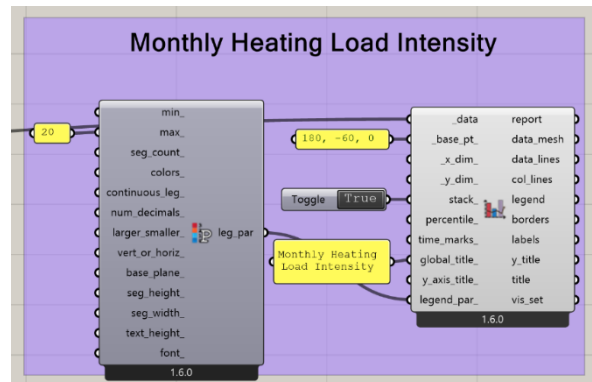 Monthly Heating Load Intensity
20
min_
max_
seg_count_
colors_
continuous_leg_
num_decimals_
larger_smaller_
vert_or_horiz_
base_plane_
seg_height_
seg_width_
text_height_
font_
leg_par
1.6.0
180, -60, 0
Toggle True
Monthly Heating
Load Intensity
_data report
_base_pt_ data_mesh
_x_dim_ data_lines
_y_dim_ col_lines
stack_ legend
percentile_ borders
time_marks_ labels
global_title_ y_title
y_axis_title_ title
legend_par_ vis_set
1.6.0